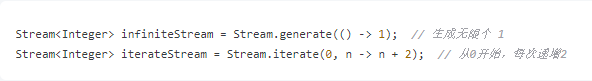 Stream<Integer> infiniteStream = Stream.generate(() -> 1);  // 生成无限个 1
Stream<Integer> iterateStream = Stream.iterate(0, n -> n + 2);  // 从0开始，每次递增2